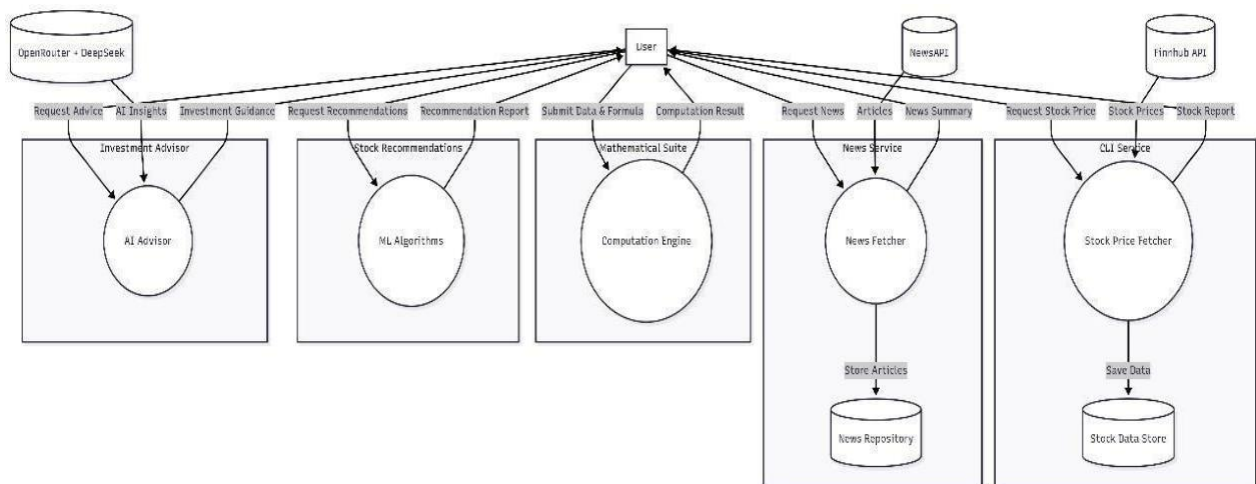 OpenRouter + DeepSeek
User
NewsAPI
Finnhub API
Request Advice
AI Insights
Investment Guidance
Request Recommendations
Recommendation Report
Submit Data & Formula
Computation Result
Request News
Articles
News Summary
Request Stock Price
Stock Prices
Stock Report
Investment Advisor
Stock Recommendations
Mathematical Suite
News Service
CLI Service
AI Advisor
ML Algorithms
Computation Engine
News Fetcher
Stock Price Fetcher
Store Articles
Save Data
News Repository
Stock Data Store